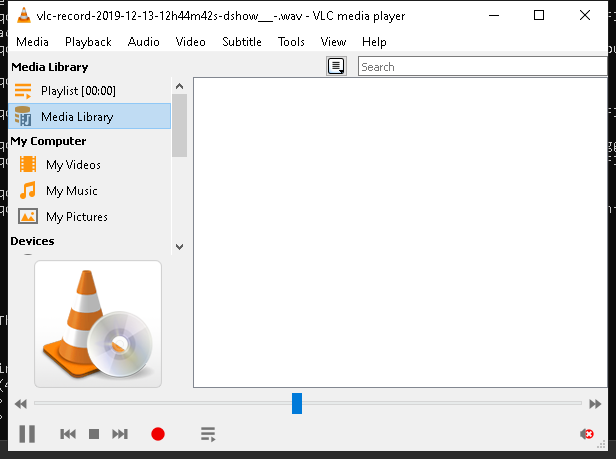 vlc-record-2019-12-13-12h44m42s-dshow___-.wav - VLC media player
Media Playback Audio Video Subtitle Tools View Help
Media Library
Search
Playlist [00:00]
Media Library
My Computer
My Videos
My Music
My Pictures
Devices